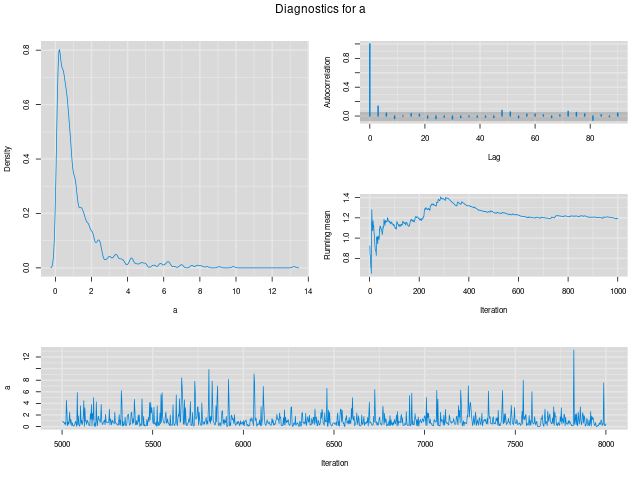 Diagnostics for a
Density
0.0 0.2 0.4 0.6 0.8
0 2 4 6 8 10 12 14
a
Autocorrelation
0.0 0.4 0.8
0 20 40 60 80
Lag
Running mean
0.8 1.0 1.2 1.4
0 200 400 600 800 1000
Iteration
a
0 2 4 6 8 12
5000 5500 6000 6500 7000 7500 8000
Iteration